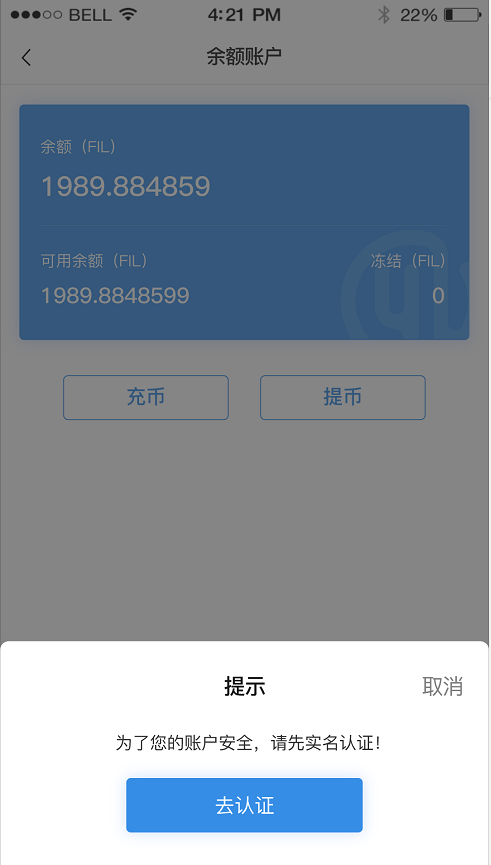 BELL 4:21 PM 22%
余额账户
余额（FIL）
1989.884859
可用余额（FIL） 冻结（FIL）
1989.8848599 0
充币 提币
提示 取消
为了您的账户安全，请先实名认证！
去认证